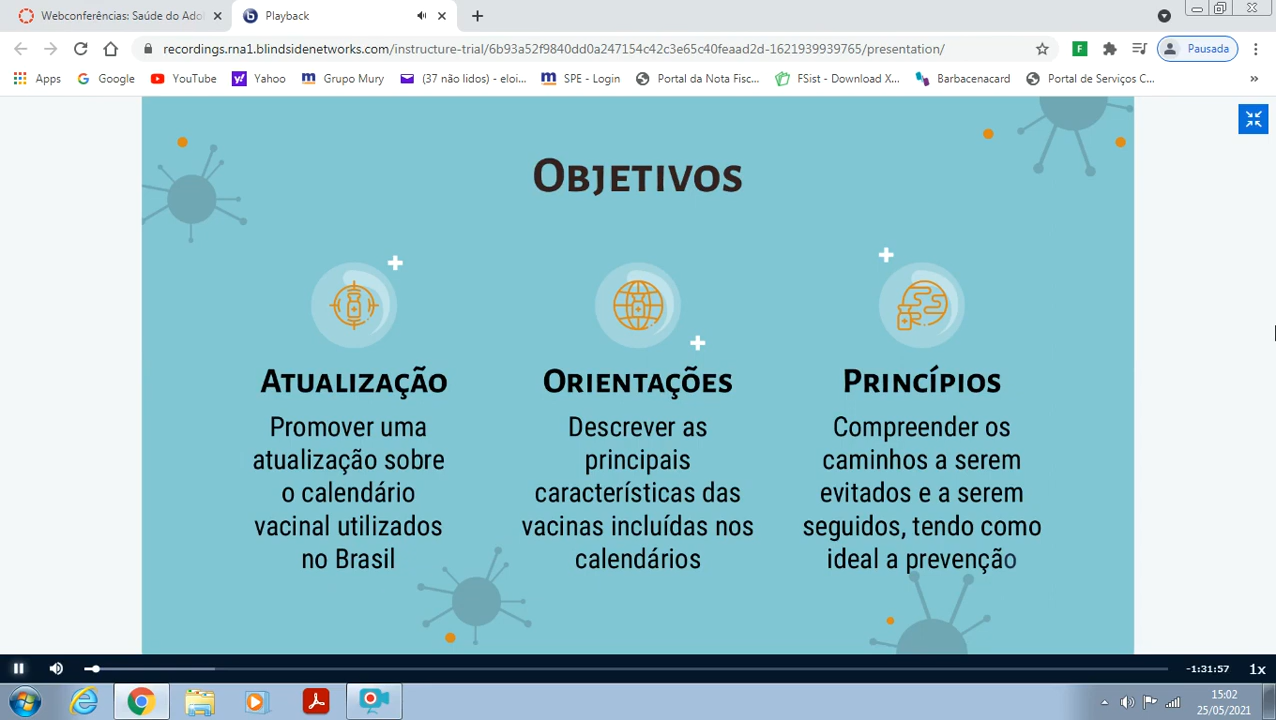 Webconferências: Saúde do Ado
Playback
recordings.rna1.blindsidenetworks.com/instructure-trial/6b93a52f9840dd0a247154c42c3e65c40feaad2d-1621939939765/presentation/
F
Pausada
Apps
Google
YouTube
Yahoo
Grupo Mury
(37 não lidos) - eloi...
SPE - Login
Portal da Nota Fisc...
FSist - Download X...
Barbacenacard
Portal de Serviços C...
»
Objetivos
Atualização
Promover uma
atualização sobre
o calendário
vacinal utilizados
no Brasil
Orientações
Descrever as
principais
características das
vacinas incluídas nos
calendários
Princípios
Compreender os
caminhos a serem
evitados e a serem
seguidos, tendo como
ideal a prevenção
-1:31:57
1x
15:02
25/05/2021